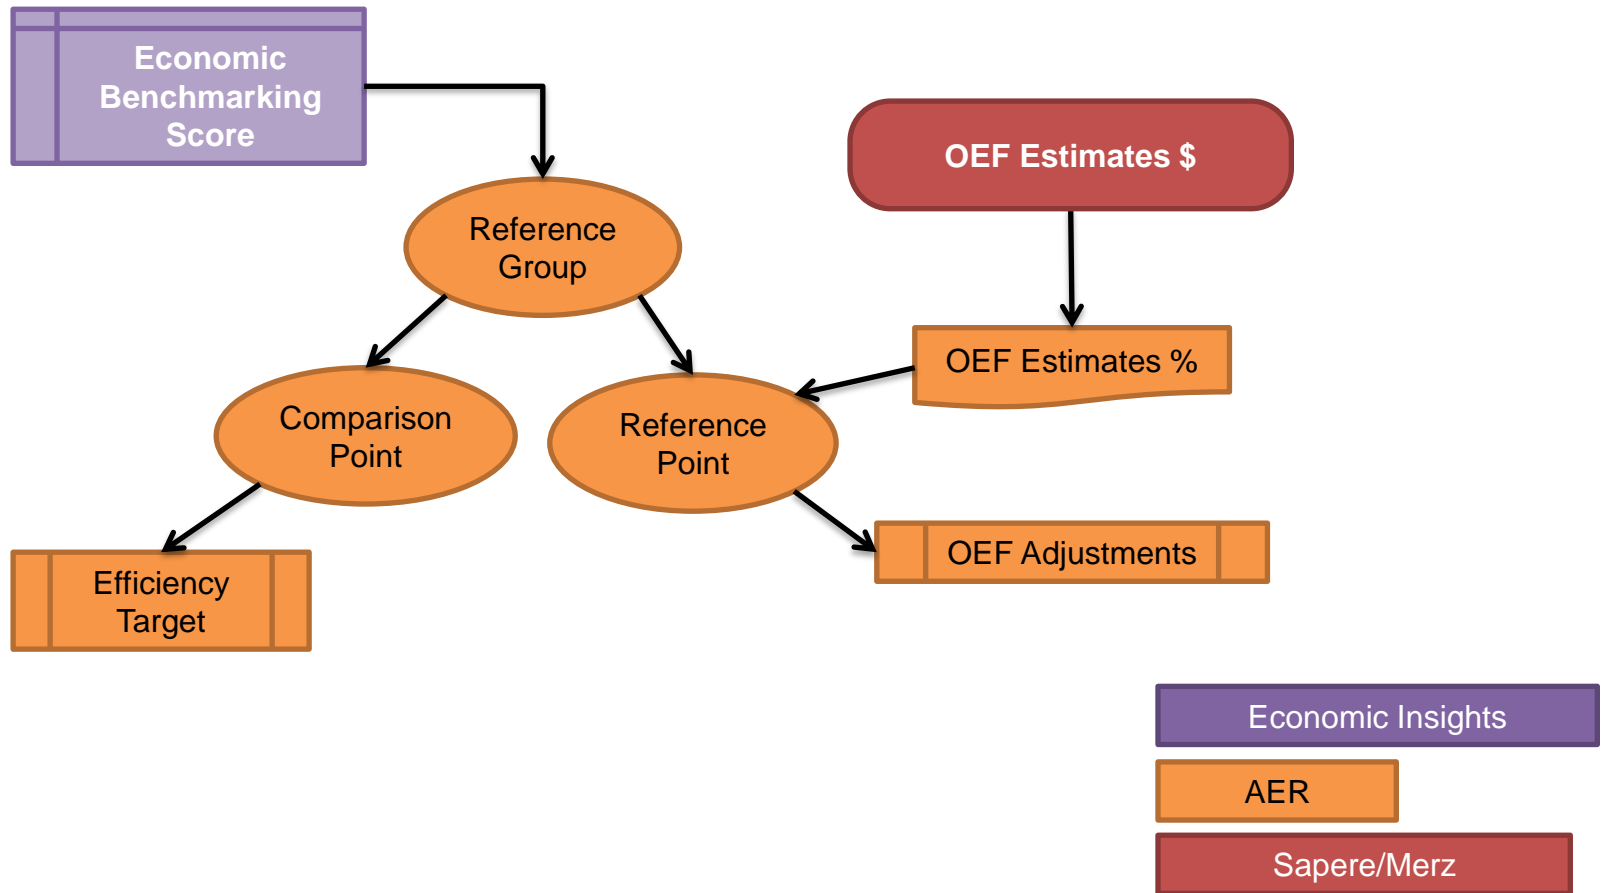 Economic
Benchmarking
Score
OEF Estimates $
Reference
Group
OEF Estimates %
Comparison
Point
Reference
Point
OEF Adjustments
Efficiency
Target
Economic Insights
AER
Sapere/Merz